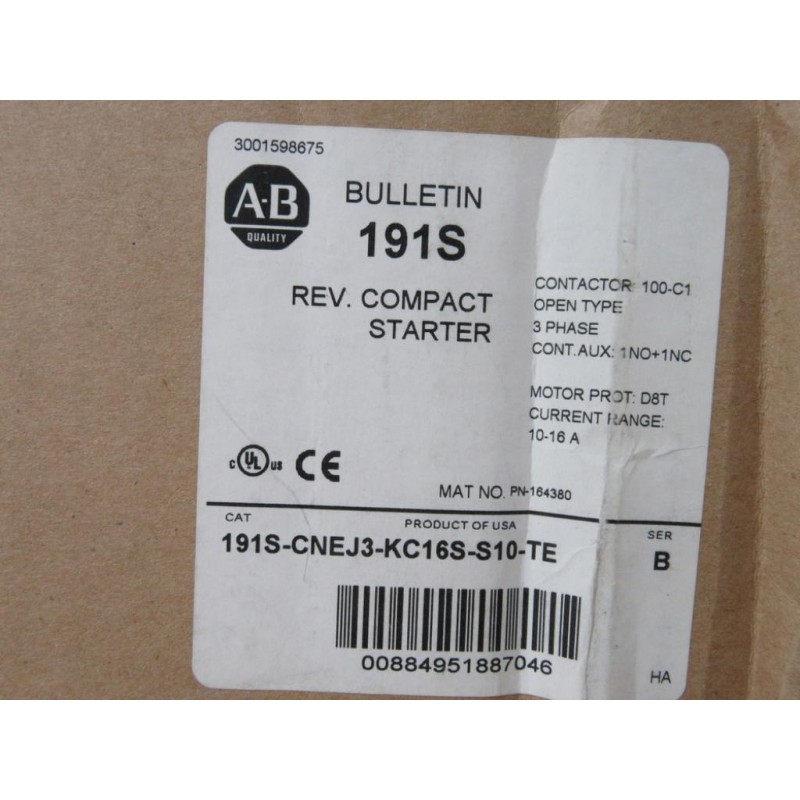 3001598675
A-B
QUALITY
BULLETIN
191S
REV. COMPACT
STARTER
CONTACTOR: 100-C1
OPEN TYPE
3 PHASE
CONT.AUX: 1NO+1NC
MOTOR PROT: D8T
CURRENT RANGE:
10-16 A
c UL us CE
MAT NO. PN-164380
CAT
PRODUCT OF USA
SER
191S-CNEJ3-KC16S-S10-TE
B
00884951887046
HA